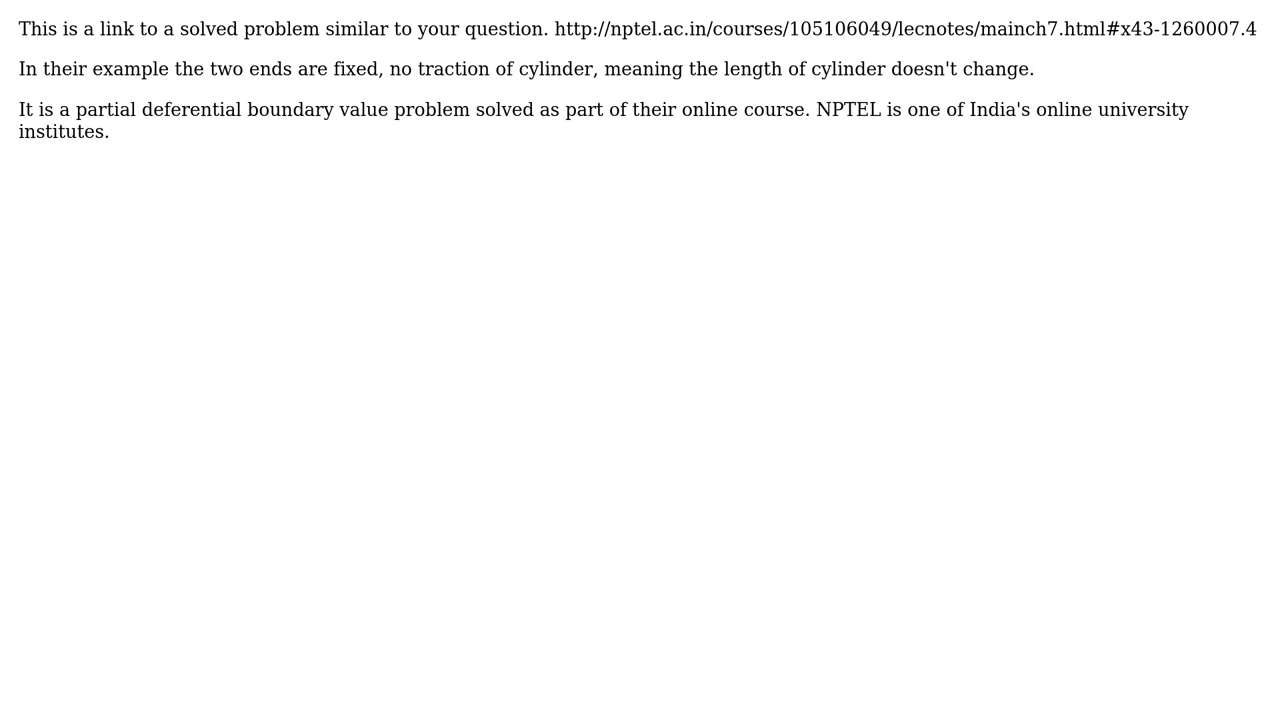 This is a link to a solved problem similar to your question. http://nptel.ac.in/courses/105106049/lecnotes/mainch7.html#x43-1260007.4
In their example the two ends are fixed, no traction of cylinder, meaning the length of cylinder doesn't change.
It is a partial deferential boundary value problem solved as part of their online course. NPTEL is one of India's online university
institutes.